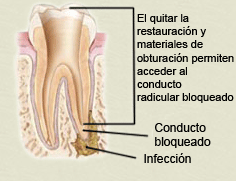 El quitar la
restauración y
materiales de
obturación permiten
acceder al
conducto
radicular bloqueado
Conducto
bloqueado
Infección